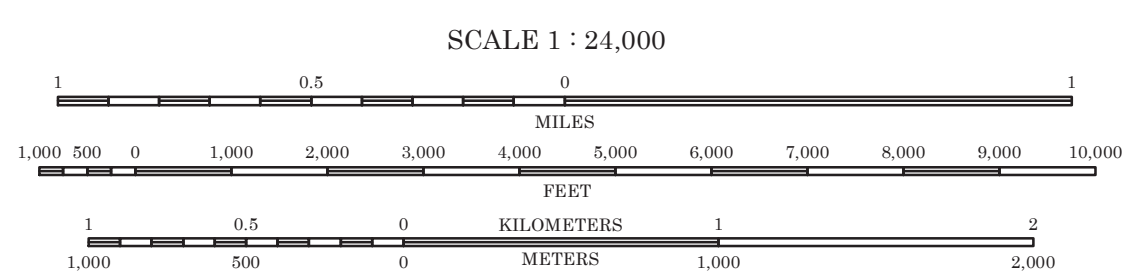 SCALE 1 : 24,000
1 0.5 0 1
MILES
1,000 500 0 1,000 2,000 3,000 4,000 5,000 6,000 7,000 8,000 9,000 10,000
FEET
1 0.5 0 KILOMETERS 1 2
1,000 500 0 METERS 1,000 2,000